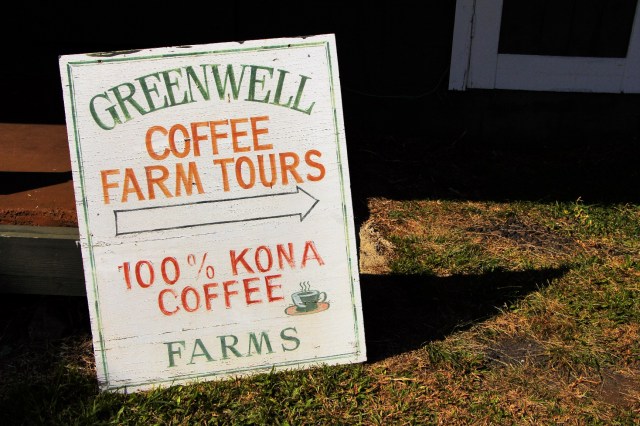 GREENWELL
COFFEE
FARM TOURS
100% KONA
COFFEE
FARMS